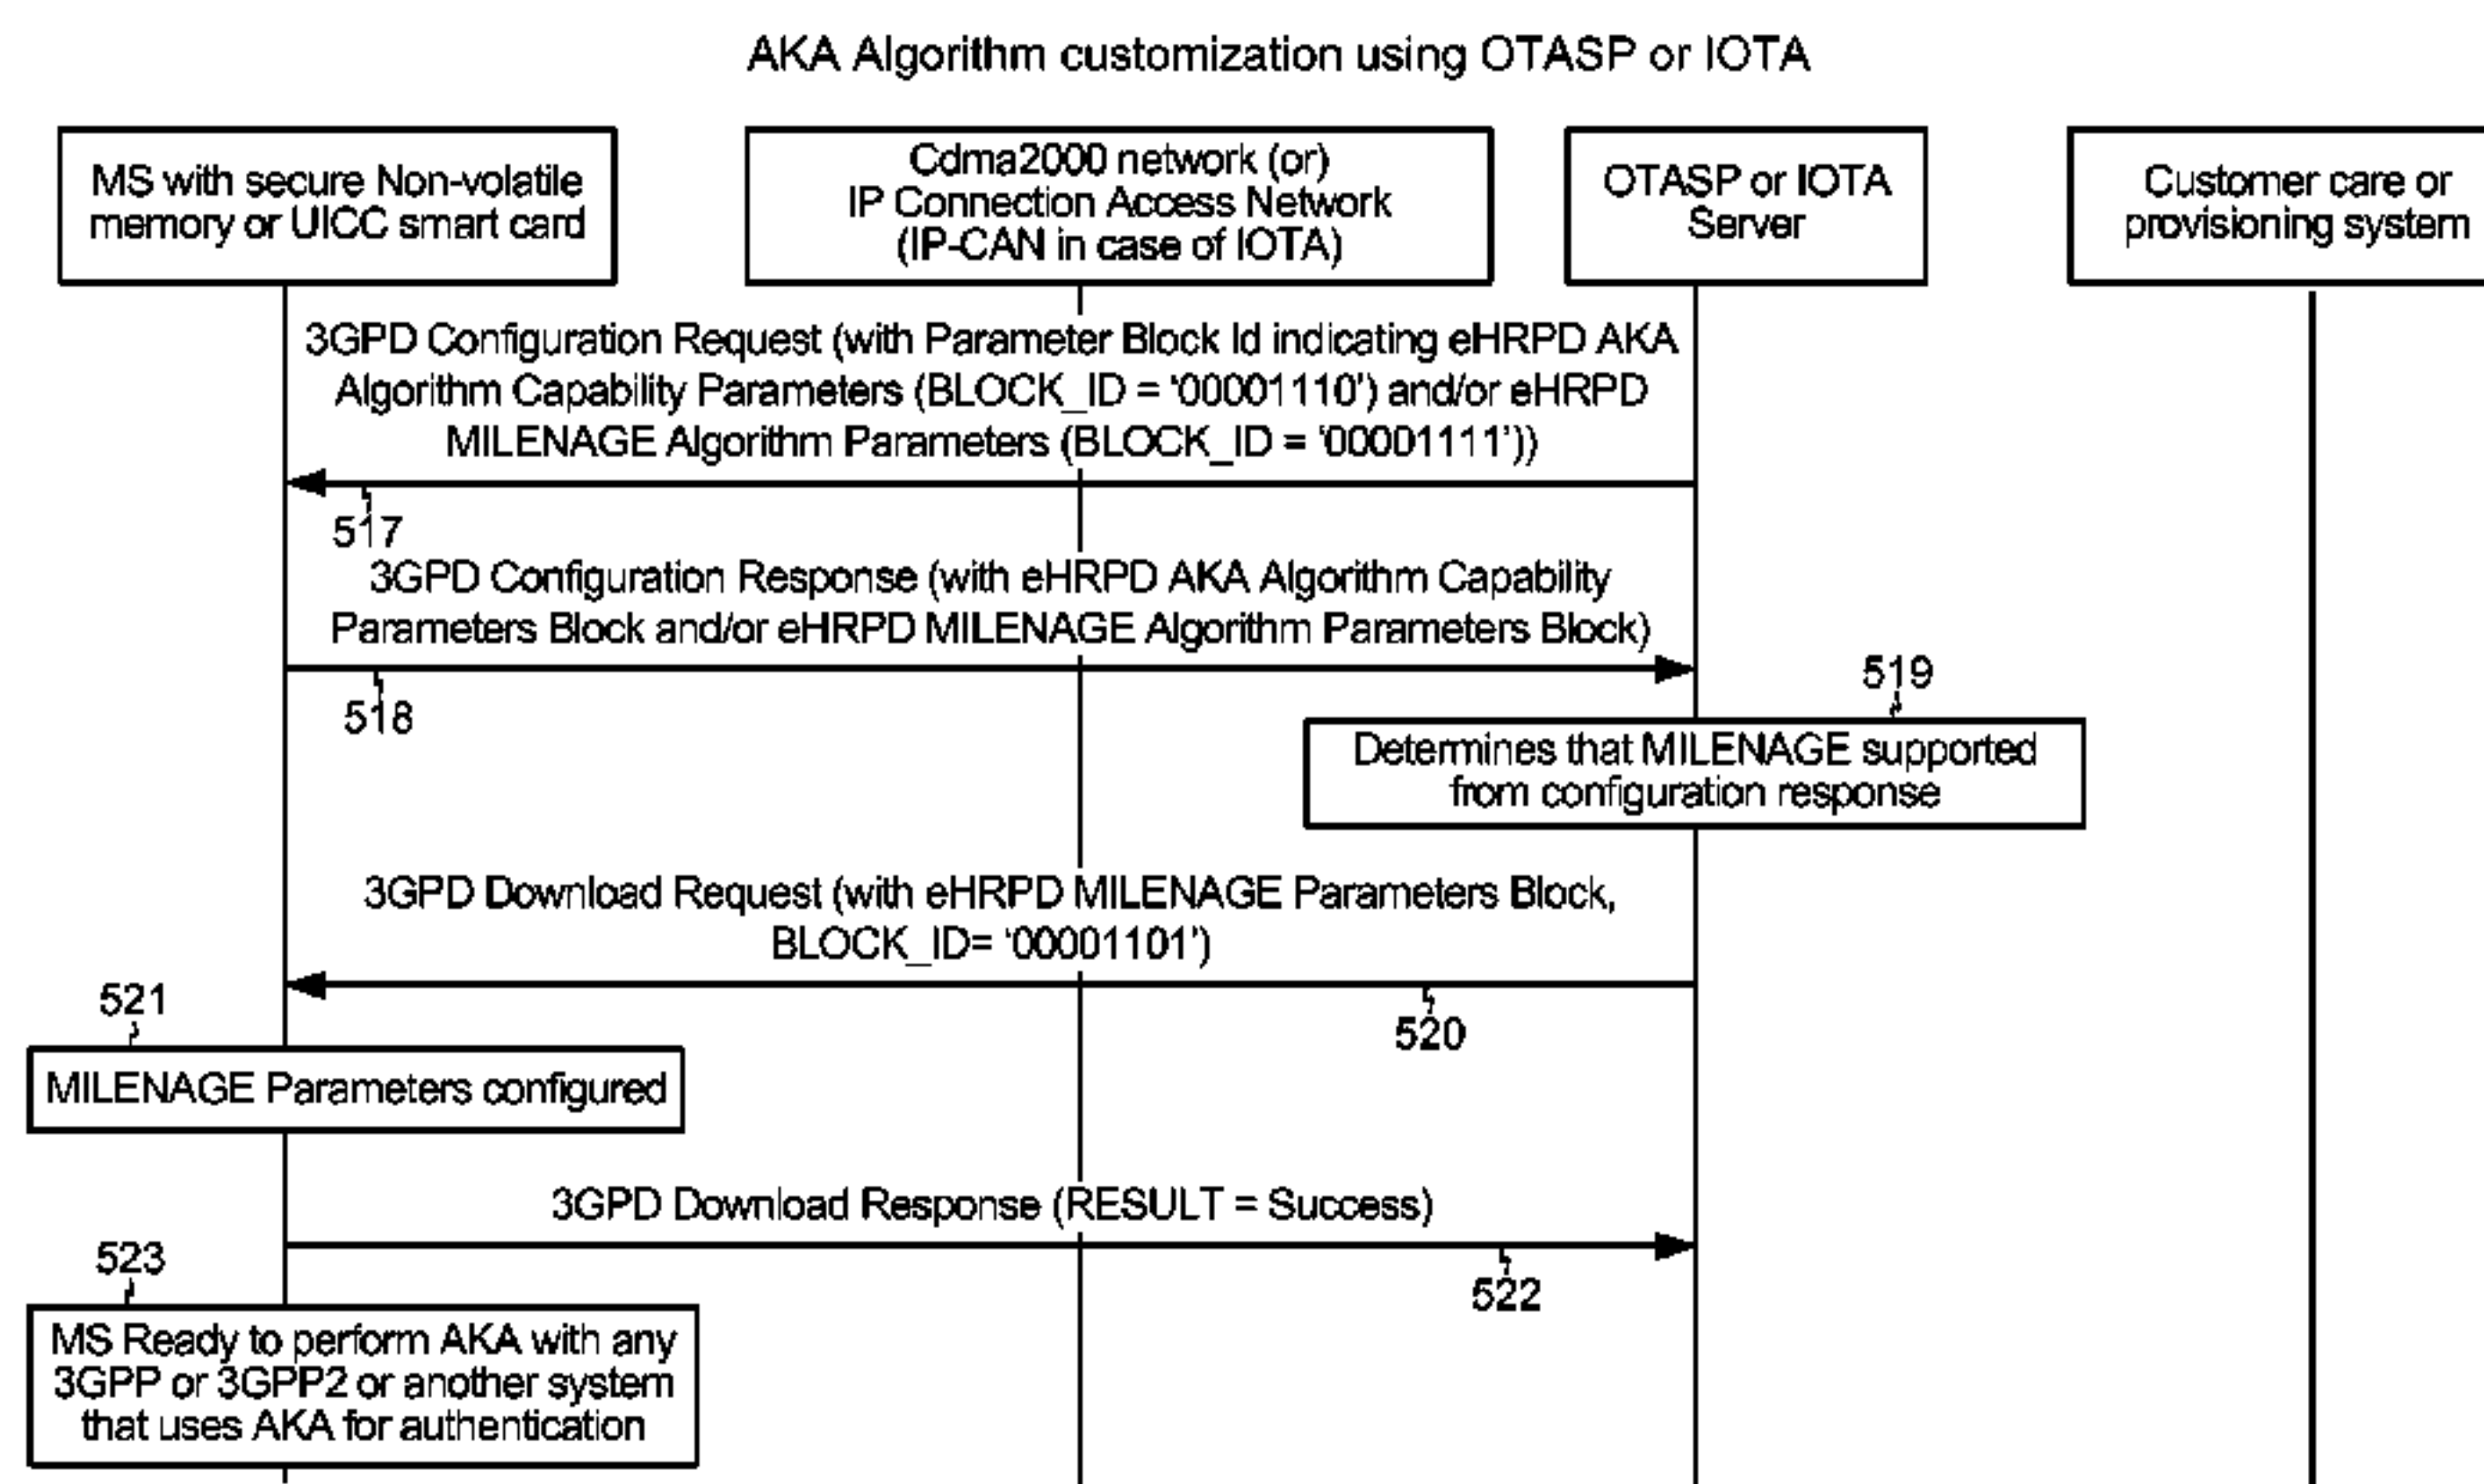 AKA Algorithm customization using OTASP or IOTA
MS with secure Non-volatile
memory or UICC smart card
Cdma2000 network (or)
IP Connection Access Network
(IP-CAN in case of IOTA)
OTASP or IOTA
Server
Customer care or
provisioning system
3GPD Configuration Request (with Parameter Block Id indicating eHRPD AKA
Algorithm Capability Parameters (BLOCK_ID = '00001110') and/or eHRPD
MILENAGE Algorithm Parameters (BLOCK_ID = '00001111'))
517
3GPD Configuration Response (with eHRPD AKA Algorithm Capability
Parameters Block and/or eHRPD MILENAGE Algorithm Parameters Block)
518
519
Determines that MILENAGE supported
from configuration response
3GPD Download Request (with eHRPD MILENAGE Parameters Block,
BLOCK_ID= '00001101')
520
521
MILENAGE Parameters configured
3GPD Download Response (RESULT = Success)
522
523
MS Ready to perform AKA with any
3GPP or 3GPP2 or another system
that uses AKA for authentication